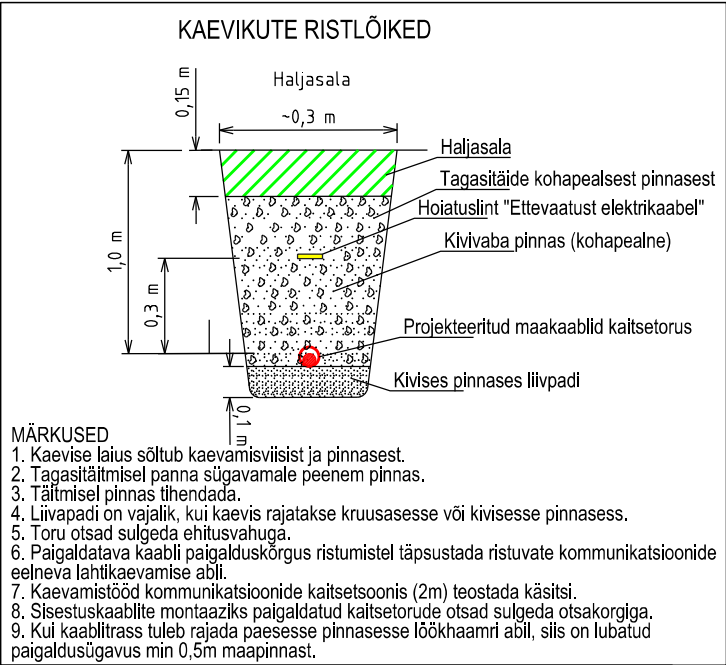 KAEVIKUTE RISTLÕIKED
Haljasala
0,15 m
~0,3 m
Haljasala
Tagasitäide kohapealsest pinnasest
Hoiatuslint "Ettevaatust elektrikaabel"
Kivivaba pinnas (kohapealne)
1,0 m
0,3 m
Projekteeritud maakaablid kaitsetorus
Kivises pinnases liivpadi
0,1 m
MÄRKUSED
1. Kaevise laius sõltub kaevamisviisist ja pinnasest.
2. Tagasitäitmisel panna sügavamale peenem pinnas.
3. Täitmisel pinnas tihendada.
4. Liivapadi on vajalik, kui kaevis rajatakse kruusasesse või kivisesse pinnasess.
5. Toru otsad sulgeda ehitusvahuga.
6. Paigaldatava kaabli paigalduskõrgus ristumistel täpsustada ristuvate kommunikatsioonide
eelneva lahtikaevamise abli.
7. Kaevamistööd kommunikatsioonide kaitsetsoonis (2m) teostada käsitsi.
8. Sisestuskaablite montaaziks paigaldatud kaitsetorude otsad sulgeda otsakorgiga.
9. Kui kaablitrass tuleb rajada paesesse pinnasesse löökhaamri abil, siis on lubatud
paigaldusügavus min 0,5m maapinnast.